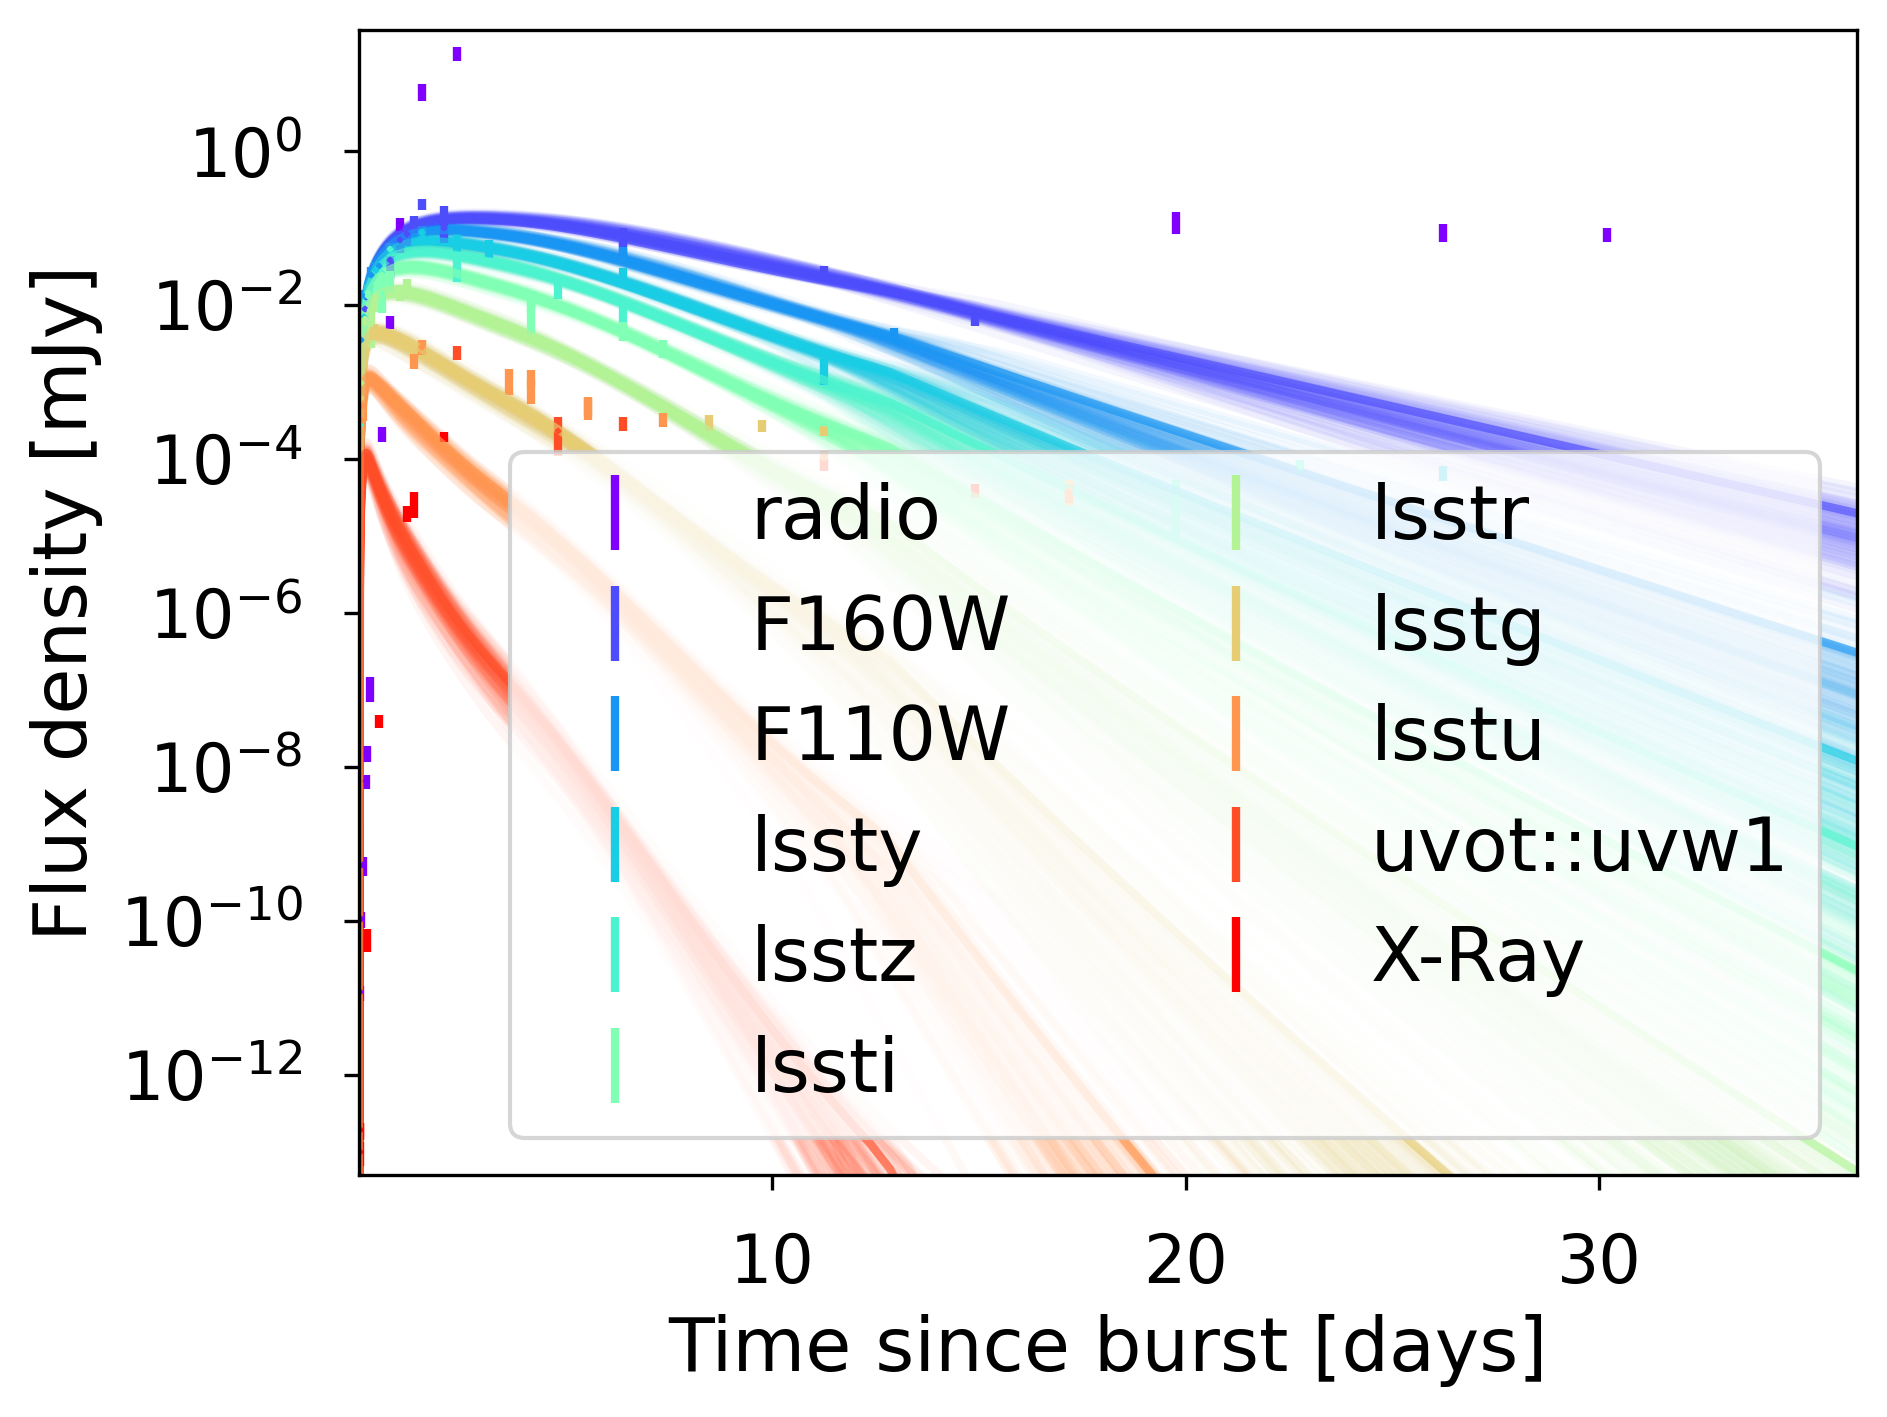 Flux density [mJy]
10^0
10^−2
10^−4
10^−6
10^−8
10^−10
10^−12
radio
F160W
F110W
lssty
lsstz
lssti
lsstr
lsstg
lsstu
uvot::uvw1
X-Ray
10
20
30
Time since burst [days]